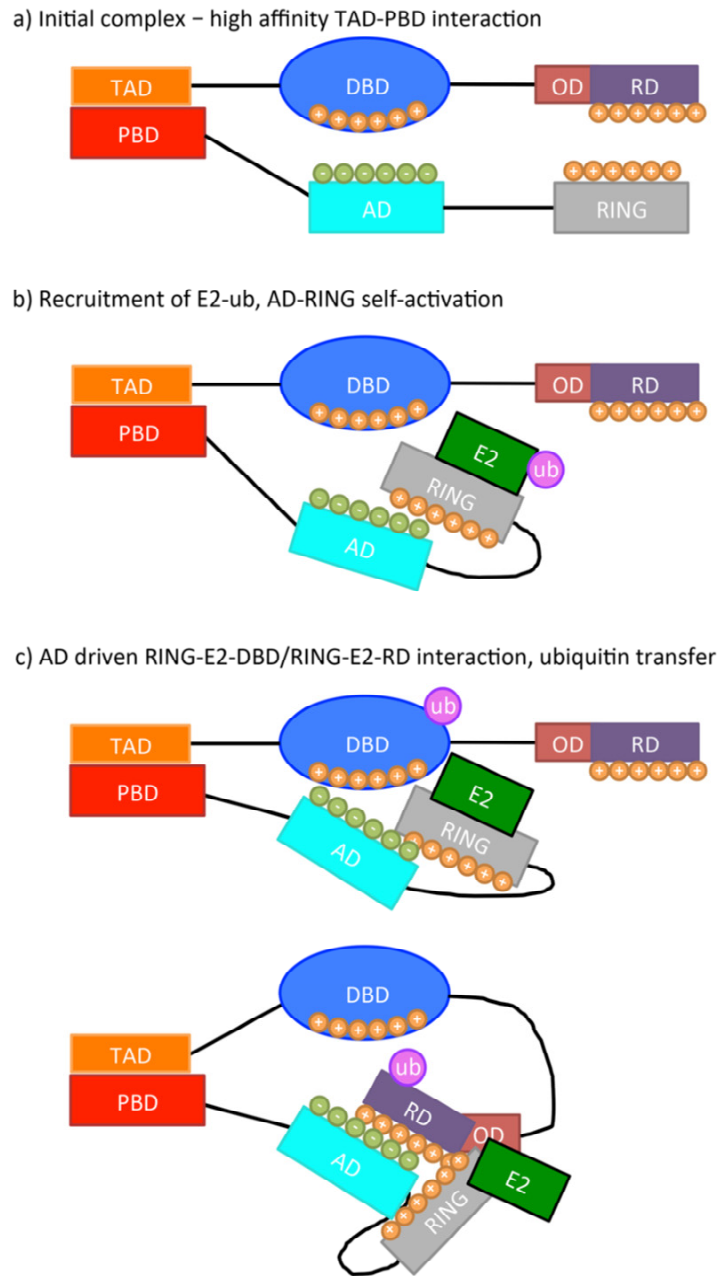 a) Initial complex – high affinity TAD-PBD interaction
TAD
DBD
OD
RD
+ + + + + +
+ + + + + +
PBD
- - - - - -
+ + + + + +
AD
RING
b) Recruitment of E2-ub, AD-RING self-activation
TAD
DBD
OD
RD
+ + + + + +
+ + + + + +
PBD
E2
ub
RING
- - - - - -
+ + + + + +
AD
c) AD driven RING-E2-DBD/RING-E2-RD interaction, ubiquitin transfer
ub
TAD
DBD
OD
RD
+ + + + + +
+ + + + + +
PBD
E2
- - - - - -
RING
+ + + + + +
AD
DBD
+ + + + + +
TAD
ub
PBD
RD
OD
- - - - - -
+ + + + + +
AD
E2
RING
+ + + + + +